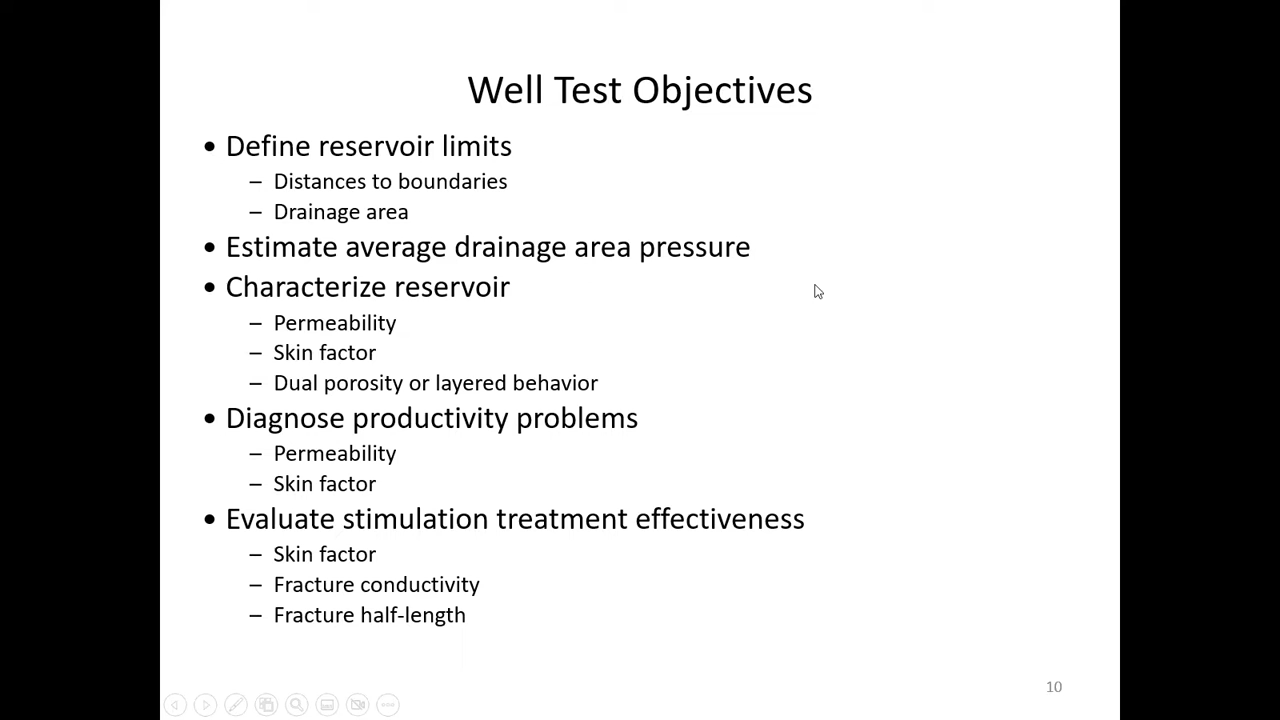 Well Test Objectives
• Define reservoir limits
– Distances to boundaries
– Drainage area
• Estimate average drainage area pressure
• Characterize reservoir
– Permeability
– Skin factor
– Dual porosity or layered behavior
• Diagnose productivity problems
– Permeability
– Skin factor
• Evaluate stimulation treatment effectiveness
– Skin factor
– Fracture conductivity
– Fracture half-length
10